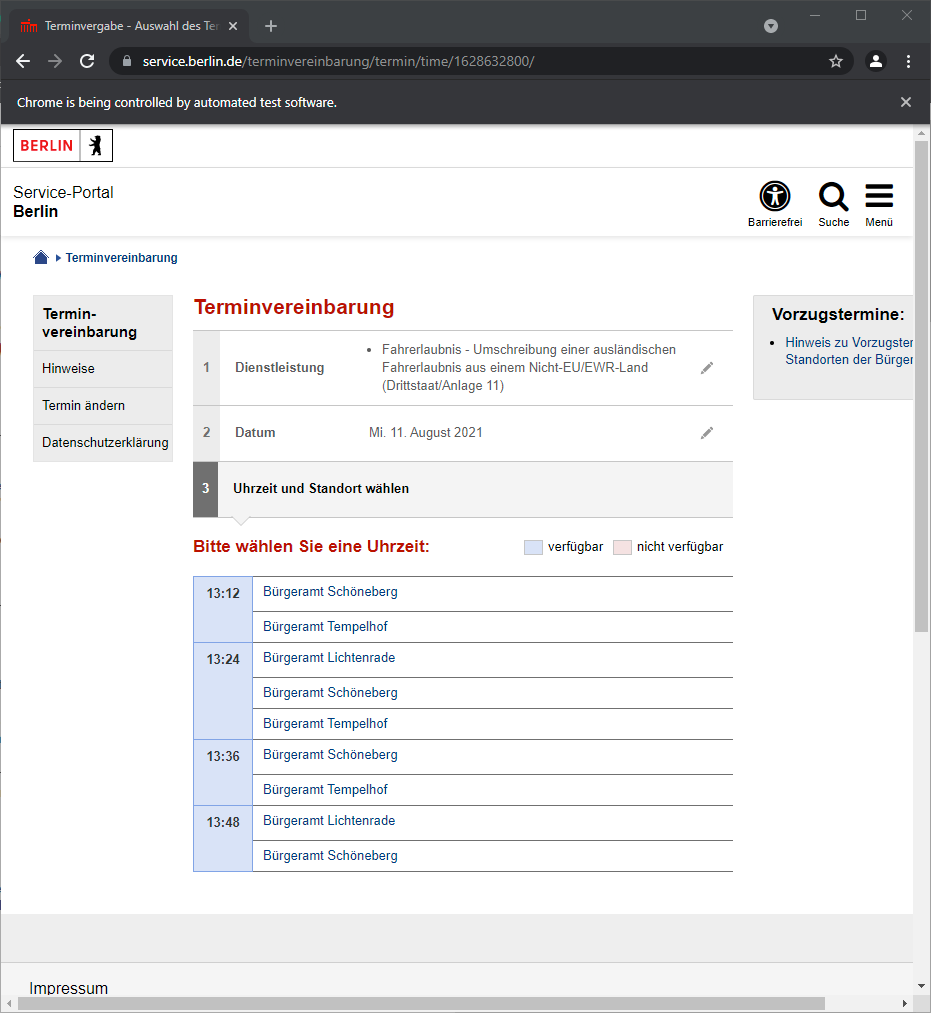 Terminvergabe - Auswahl des Ter
service.berlin.de/terminvereinbarung/termin/time/1628632800/
Chrome is being controlled by automated test software.
BERLIN
Service-Portal
Berlin
Barrierefrei
Suche
Menü
Terminvereinbarung
Termin-
vereinbarung
Hinweise
Termin ändern
Datenschutzerklärung
Terminvereinbarung
1 Dienstleistung
Fahrerlaubnis - Umschreibung einer ausländischen
Fahrerlaubnis aus einem Nicht-EU/EWR-Land
(Drittstaat/Anlage 11)
2 Datum Mi. 11. August 2021
3 Uhrzeit und Standort wählen
Bitte wählen Sie eine Uhrzeit: verfügbar nicht verfügbar
13:12 Bürgeramt Schöneberg
Bürgeramt Tempelhof
13:24 Bürgeramt Lichtenrade
Bürgeramt Schöneberg
Bürgeramt Tempelhof
13:36 Bürgeramt Schöneberg
Bürgeramt Tempelhof
13:48 Bürgeramt Lichtenrade
Bürgeramt Schöneberg
Vorzugstermine:
Hinweis zu Vorzugster
Standorten der Bürger
Impressum